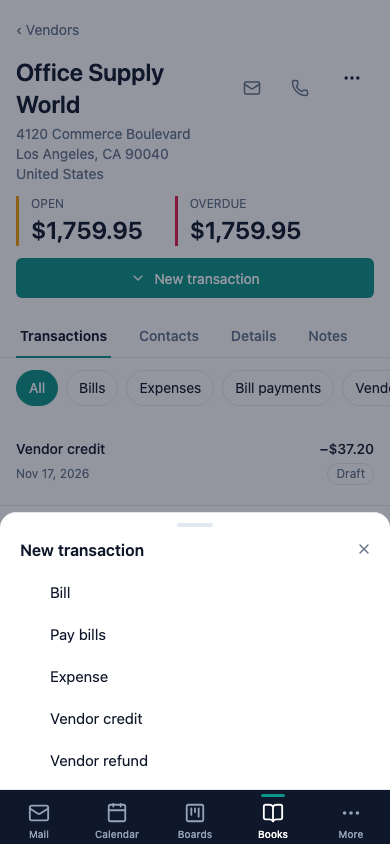 ‹ Vendors
Office Supply
World
4120 Commerce Boulevard
Los Angeles, CA 90040
United States
OPEN
$1,759.95
OVERDUE
$1,759.95
New transaction
Transactions Contacts Details Notes
All Bills Expenses Bill payments Vend
Vendor credit −$37.20
Nov 17, 2026 Draft
New transaction
Bill
Pay bills
Expense
Vendor credit
Vendor refund
Mail Calendar Boards Books More